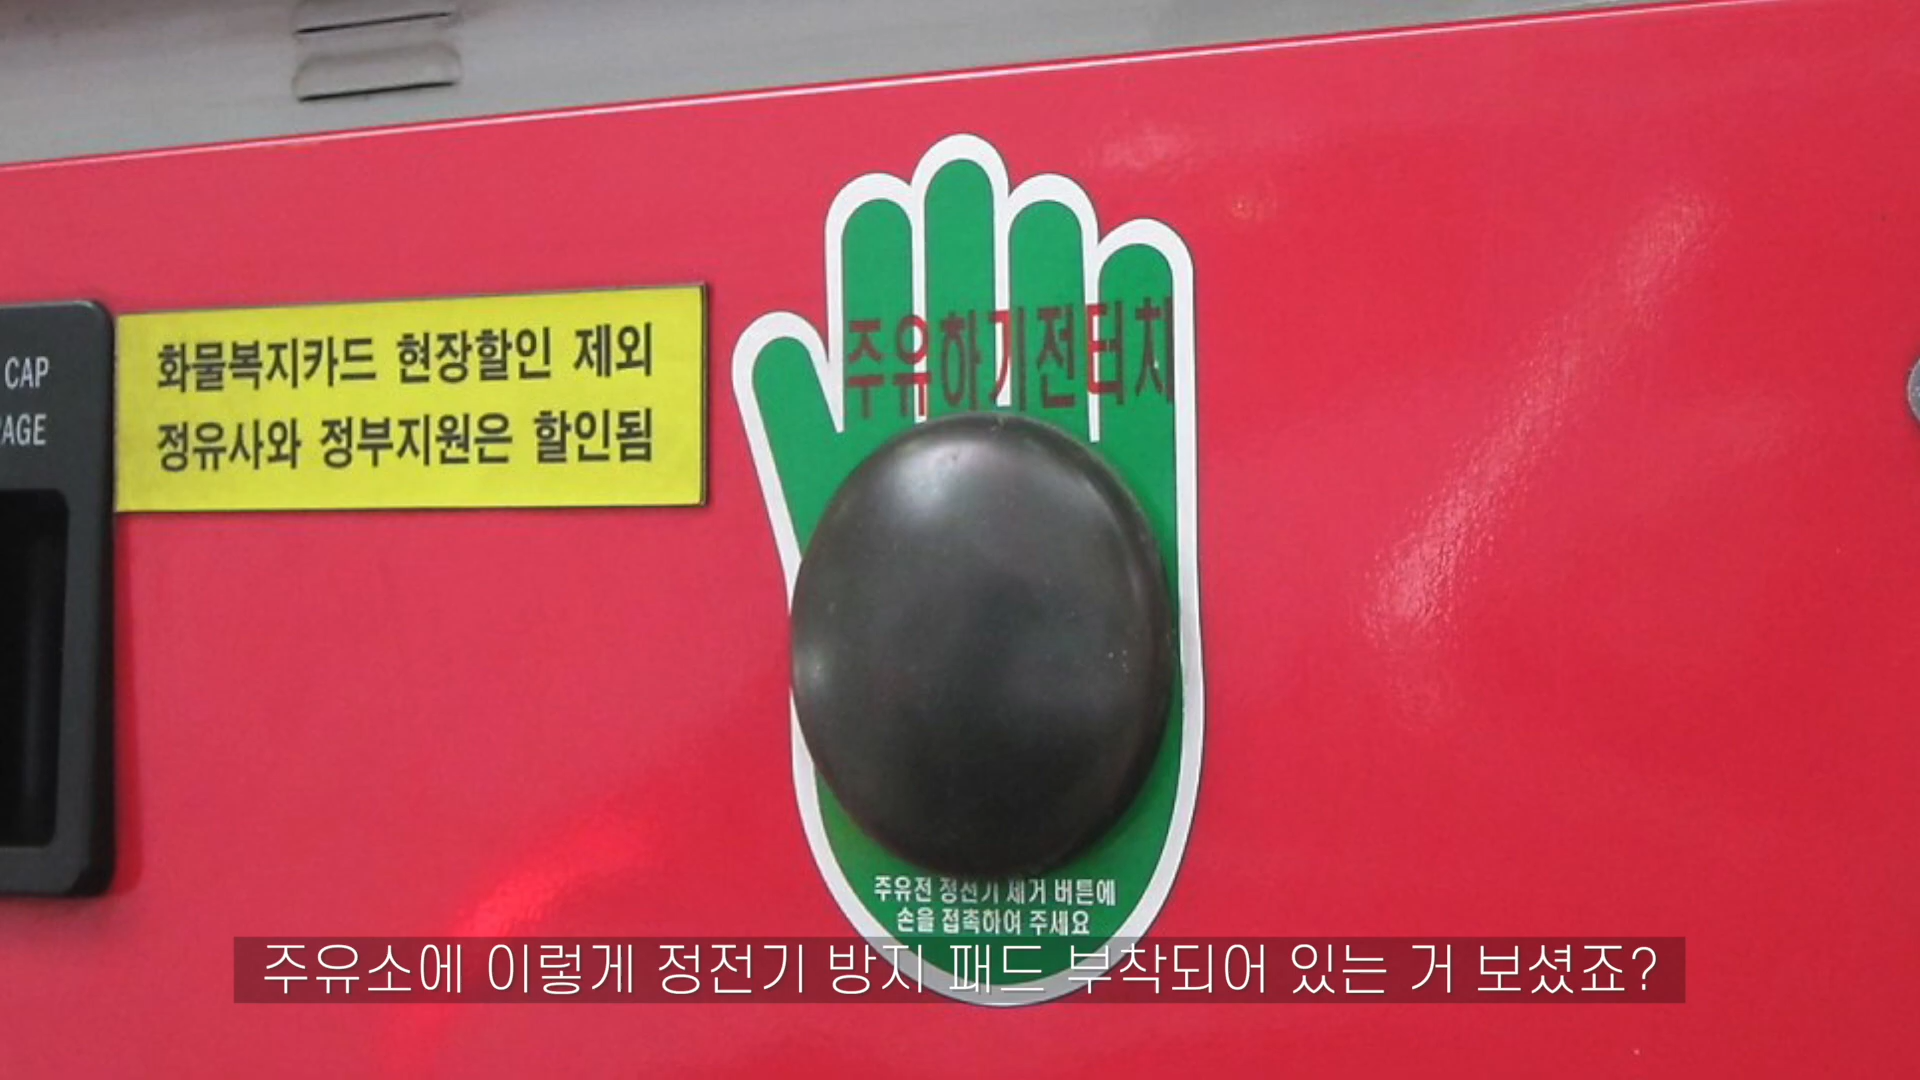 CAP
화물복지카드 현장할인 제외
정유사와 정부지원은 할인됨
주유하기전터치
주유전 정전기 제거 버튼에
손을 접촉하여 주세요
주유소에 이렇게 정전기 방지 패드 부착되어 있는 거 보셨죠?